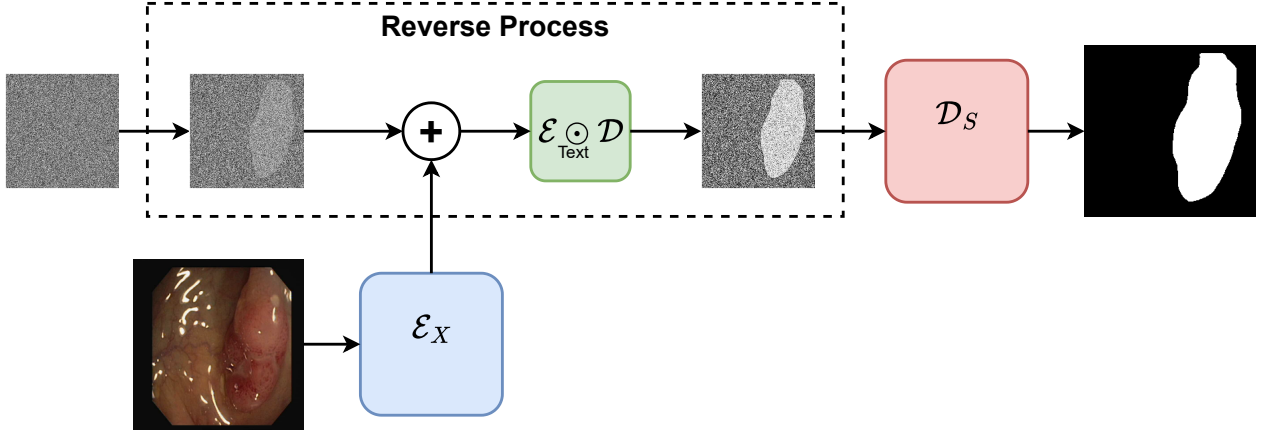 Reverse Process
+
ℰ ⊙ 𝒟
Text
𝒟_S
ℰ_X